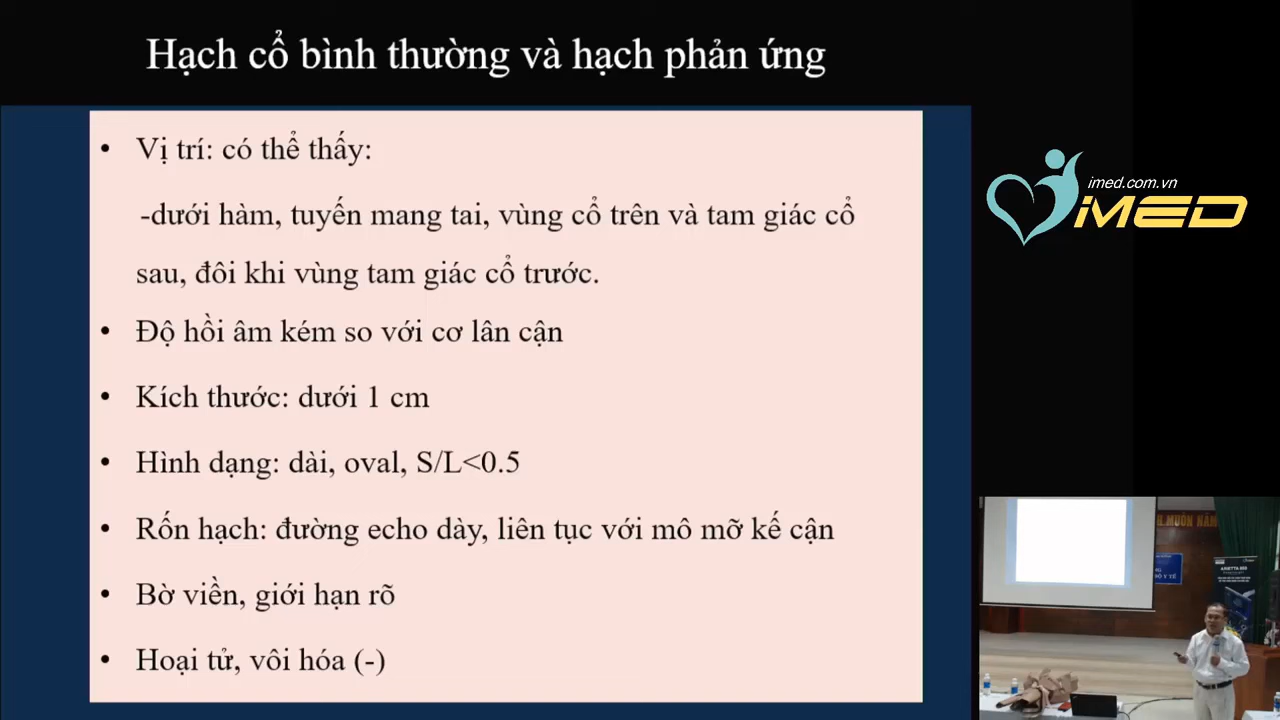 Hạch cổ bình thường và hạch phản ứng
• Vị trí: có thể thấy:
-dưới hàm, tuyến mang tai, vùng cổ trên và tam giác cổ
sau, đôi khi vùng tam giác cổ trước.
• Độ hồi âm kém so với cơ lân cận
• Kích thước: dưới 1 cm
• Hình dạng: dài, oval, S/L<0.5
• Rốn hạch: đường echo dày, liên tục với mô mỡ kế cận
• Bờ viền, giới hạn rõ
• Hoại tử, vôi hóa (-)
imed.com.vn
iMED
MUÔN NĂM